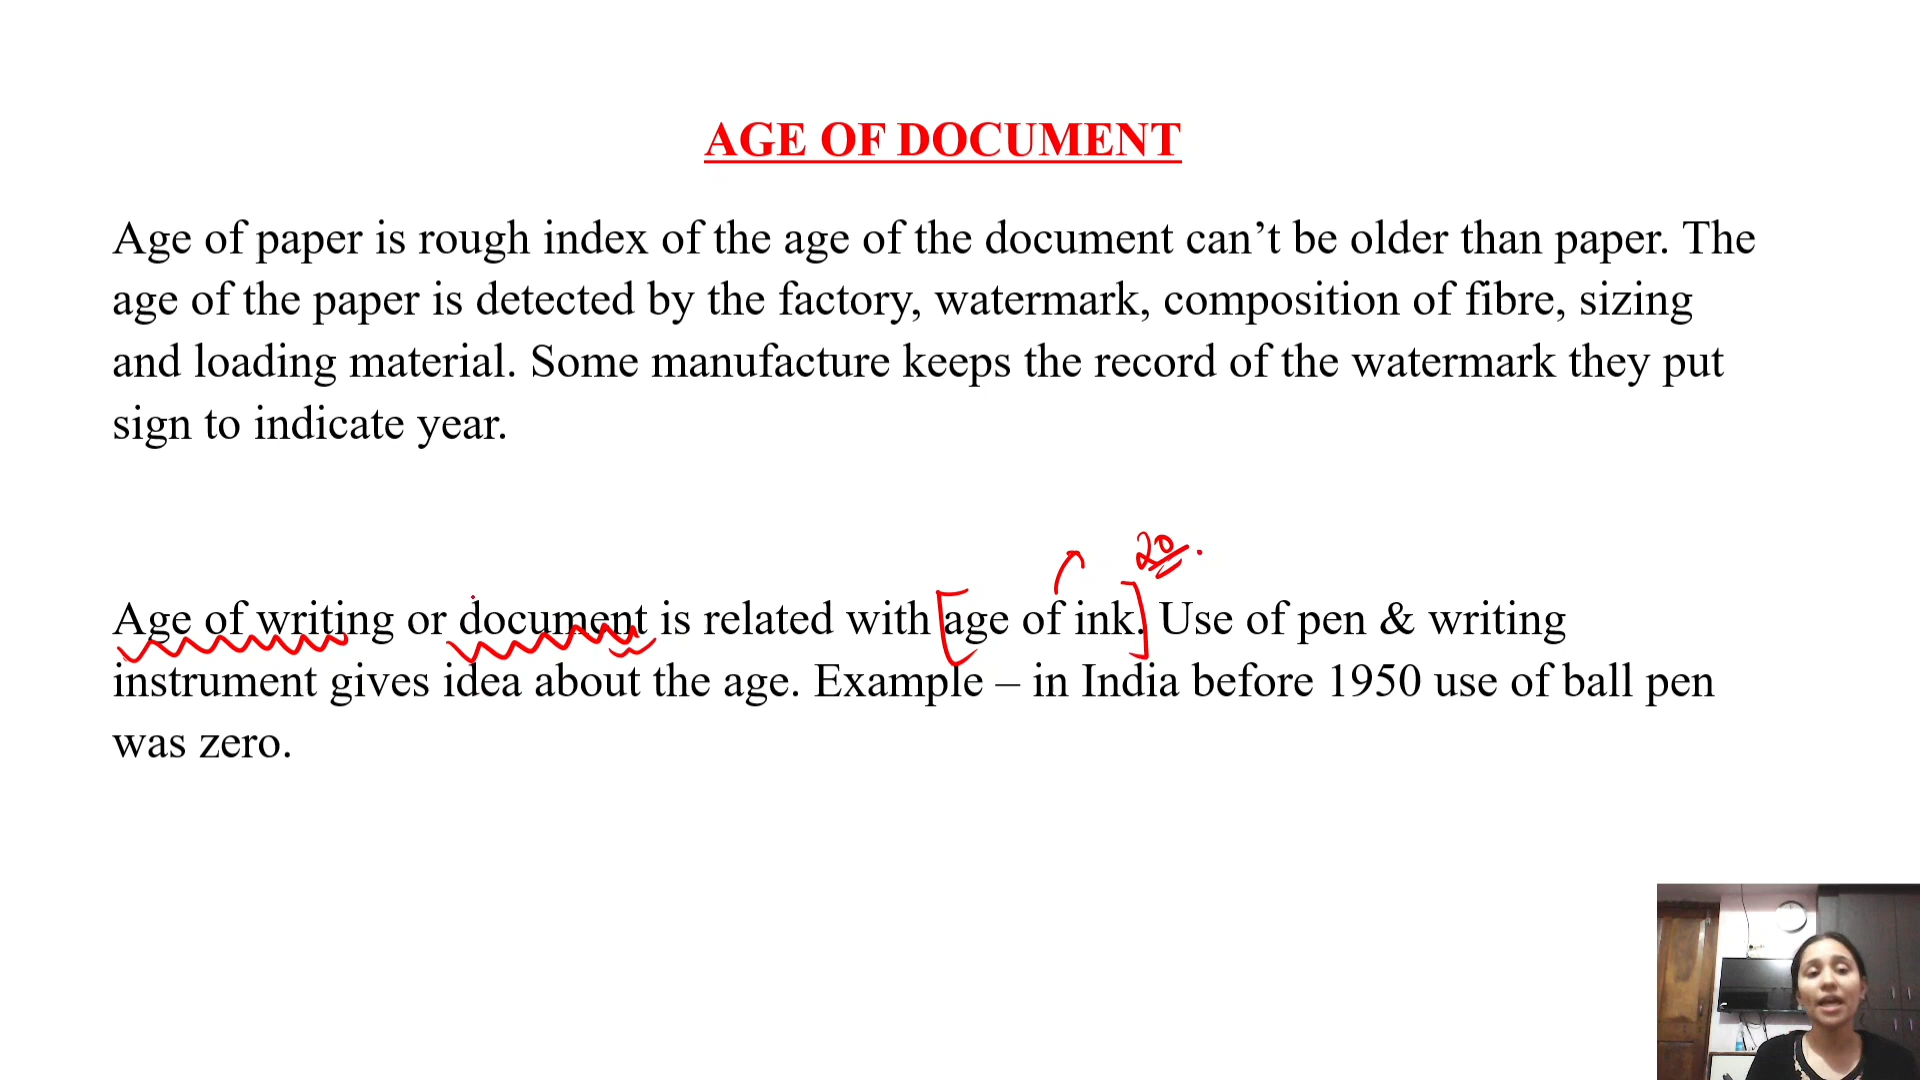 AGE OF DOCUMENT
Age of paper is rough index of the age of the document can’t be older than paper. The
age of the paper is detected by the factory, watermark, composition of fibre, sizing
and loading material. Some manufacture keeps the record of the watermark they put
sign to indicate year.
20
Age of writing or document is related with age of ink. Use of pen & writing
instrument gives idea about the age. Example – in India before 1950 use of ball pen
was zero.